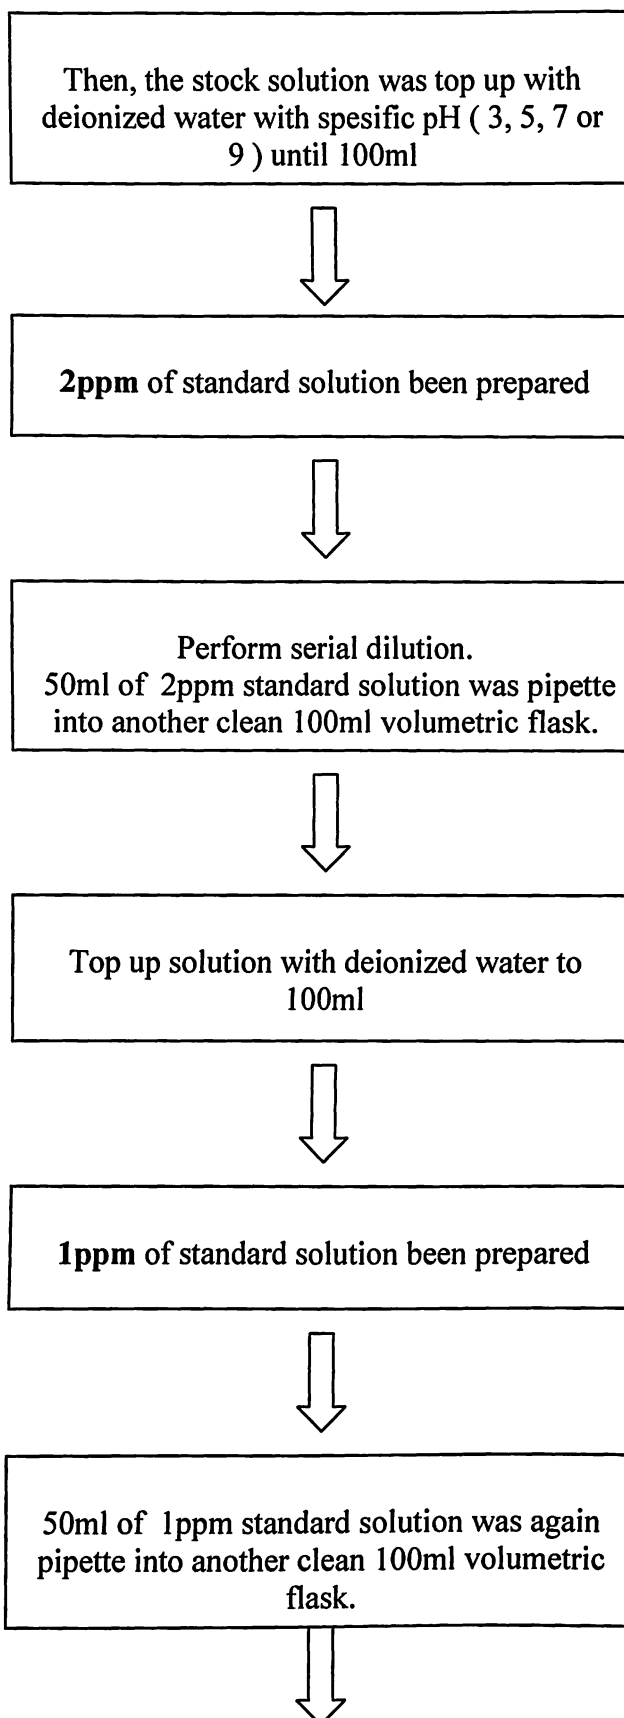 Then, the stock solution was top up with
deionized water with spesific pH ( 3, 5, 7 or
9 ) until 100ml
2ppm of standard solution been prepared
Perform serial dilution.
50ml of 2ppm standard solution was pipette
into another clean 100ml volumetric flask.
Top up solution with deionized water to
100ml
1ppm of standard solution been prepared
50ml of 1ppm standard solution was again
pipette into another clean 100ml volumetric
flask.